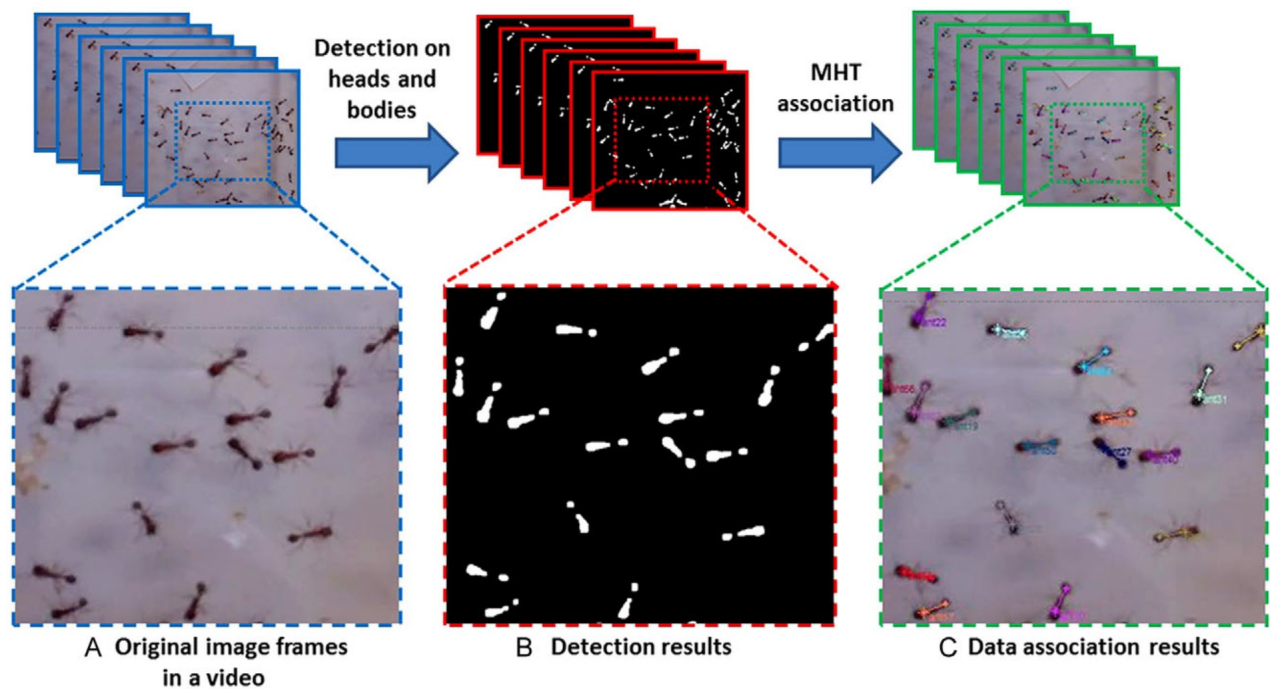 Detection on
heads and
bodies
MHT
association
ant22
ant31
ant19
ant27
A Original image frames
in a video
B Detection results
C Data association results